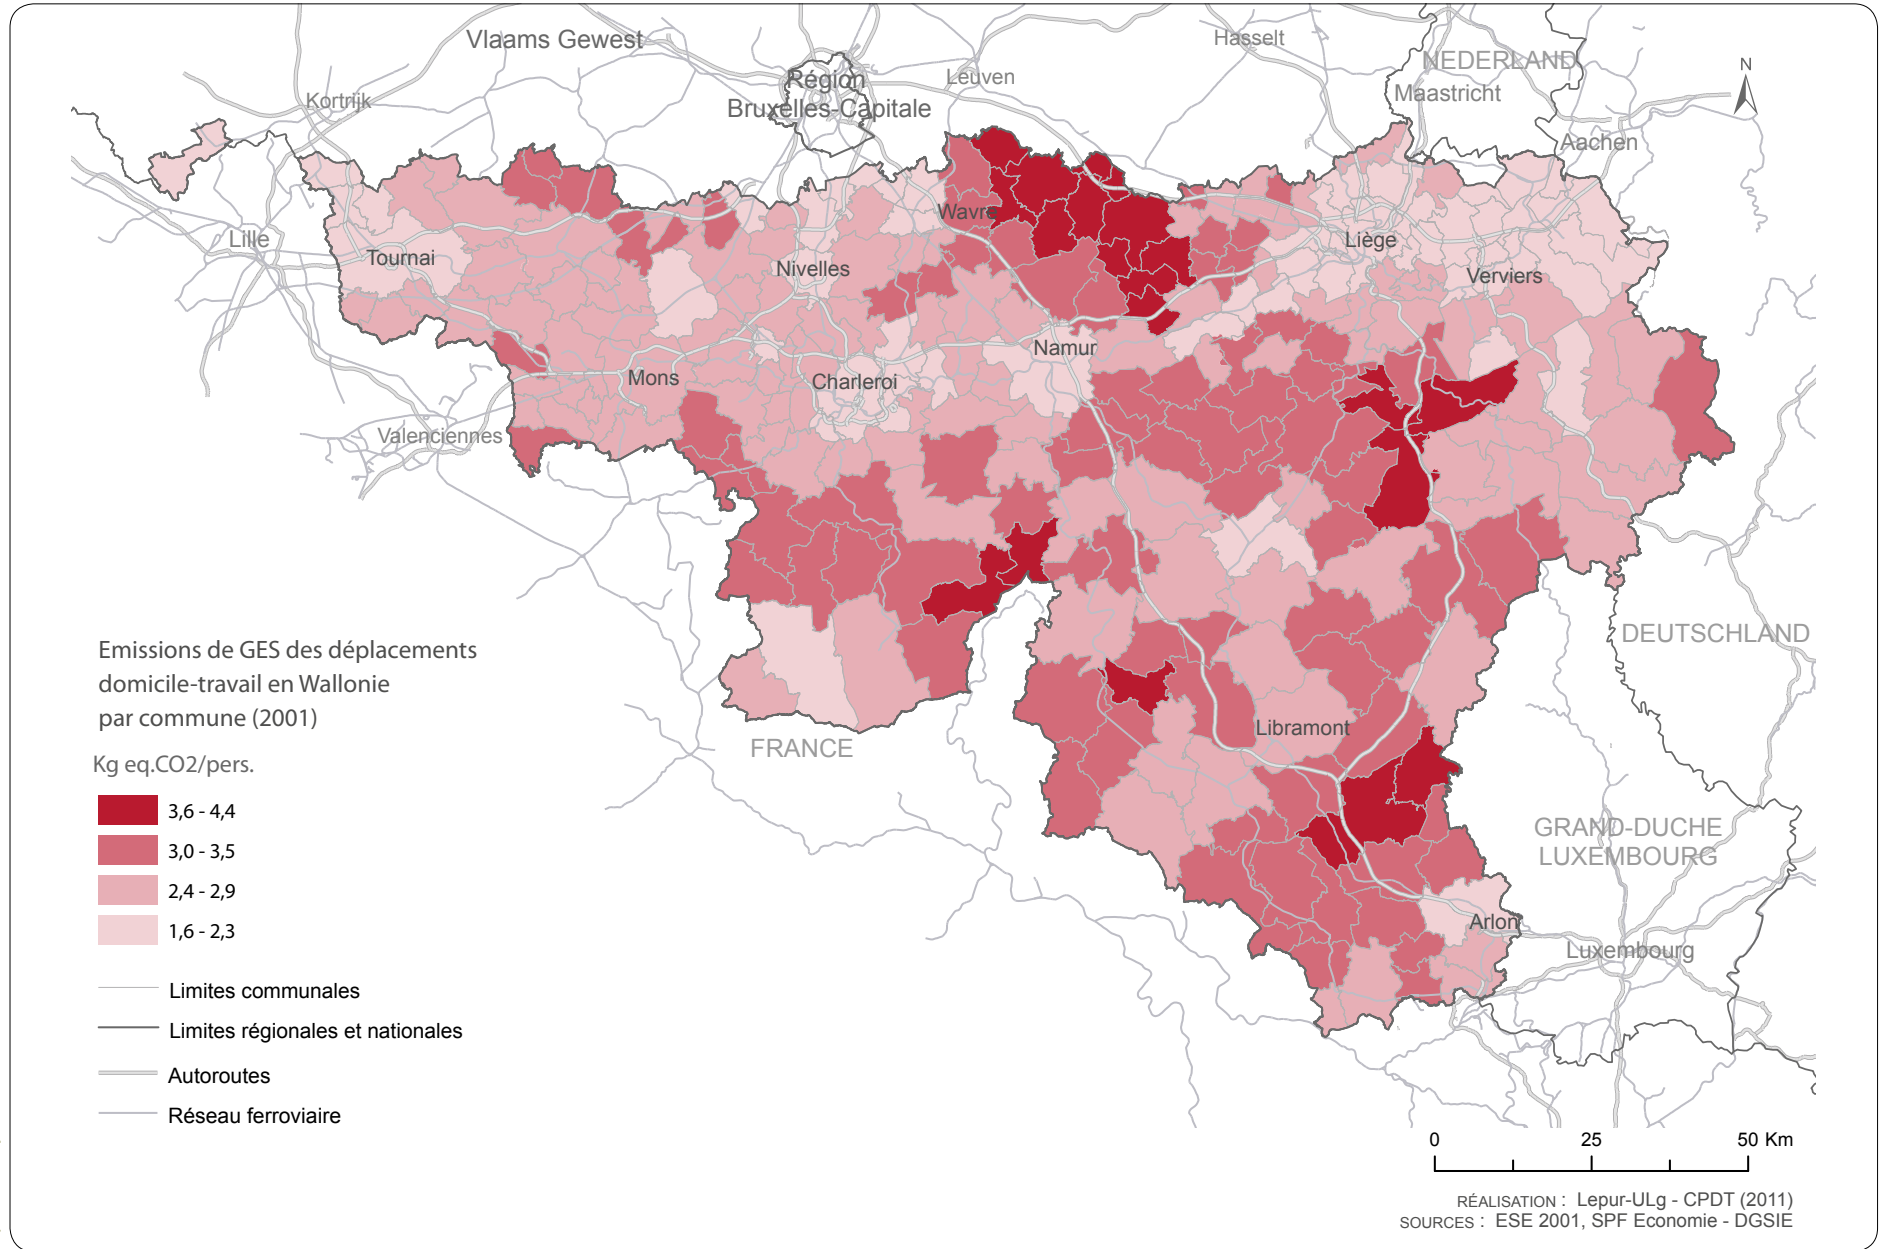 Vlaams Gewest
Hasselt
NEDERLAND
N
Région
Bruxelles-Capitale
Leuven
Maastricht
Kortrijk
Aachen
Wavre
Lille
Tournai
Nivelles
Liège
Verviers
Namur
Mons
Charleroi
Valenciennes
DEUTSCHLAND
Libramont
FRANCE
GRAND-DUCHE
LUXEMBOURG
Arlon
Luxembourg
Emissions de GES des déplacements
domicile-travail en Wallonie
par commune (2001)
Kg eq.CO2/pers.
3,6 - 4,4
3,0 - 3,5
2,4 - 2,9
1,6 - 2,3
Limites communales
Limites régionales et nationales
Autoroutes
Réseau ferroviaire
0 25 50 Km
RÉALISATION : Lepur-ULg - CPDT (2011)
SOURCES : ESE 2001, SPF Economie - DGSIE